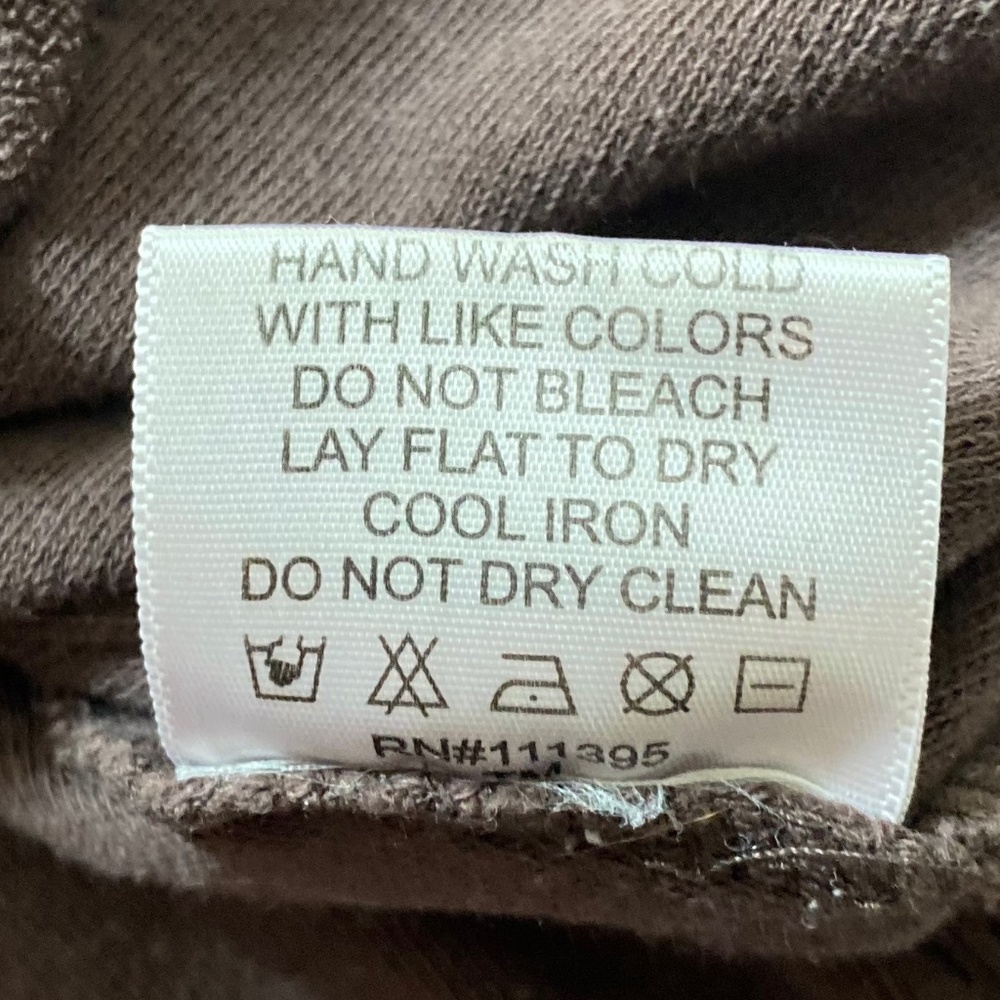 HAND WASH COLD
WITH LIKE COLORS
DO NOT BLEACH
LAY FLAT TO DRY
COOL IRON
DO NOT DRY CLEAN
RN#111395